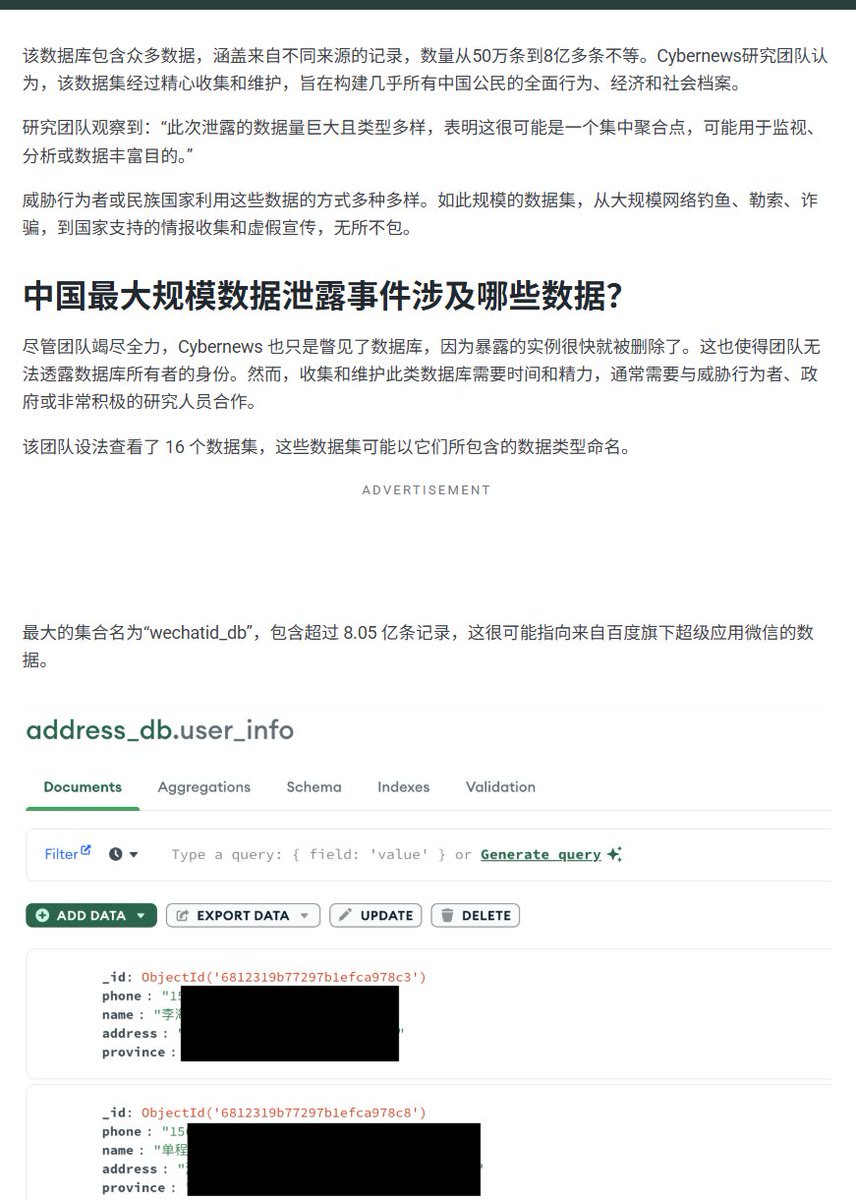 该数据库包含众多数据，涵盖来自不同来源的记录，数量从50万条到8亿多条不等。Cybernews研究团队认
为，该数据集经过精心收集和维护，旨在构建几乎所有中国公民的全面行为、经济和社会档案。
研究团队观察到：“此次泄露的数据量巨大且类型多样，表明这很可能是一个集中聚合点，可能用于监视、
分析或数据丰富目的。”
威胁行为者或民族国家利用这些数据的方式多种多样。如此规模的数据集，从大规模网络钓鱼、勒索、诈
骗，到国家支持的情报收集和虚假宣传，无所不包。
中国最大规模数据泄露事件涉及哪些数据？
尽管团队竭尽全力，Cybernews 也只是瞥见了数据库，因为暴露的实例很快就被删除了。这也使得团队无
法透露数据库所有者的身份。然而，收集和维护此类数据库需要时间和精力，通常需要与威胁行为者、政
府或非常积极的研究人员合作。
该团队设法查看了 16 个数据集，这些数据集可能以它们所包含的数据类型命名。
ADVERTISEMENT
最大的集合名为“wechatid_db”，包含超过 8.05 亿条记录，这很可能指向来自百度旗下超级应用微信的数
据。
address_db.user_info
Documents Aggregations Schema Indexes Validation
Filter Type a query: { field: 'value' } or Generate query
ADD DATA EXPORT DATA UPDATE DELETE
_id: ObjectId('6812319b77297b1efca978c3')
phone : "15
name : "李
address : "
province :
_id: ObjectId('6812319b77297b1efca978c8')
phone : "150
name : "单程
address : "
province :